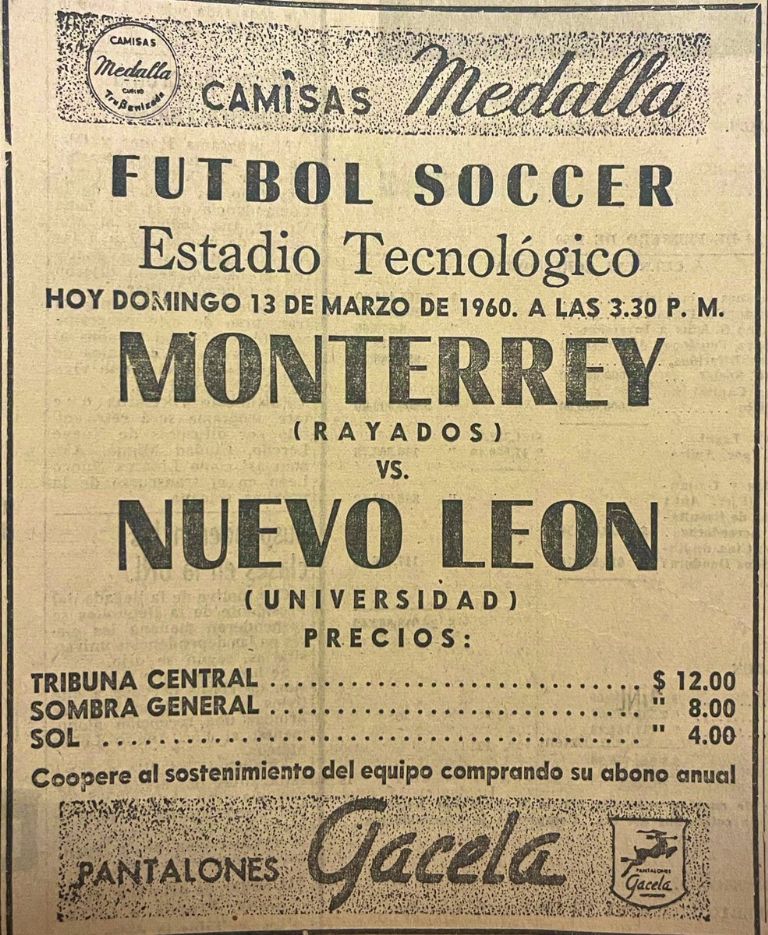 CAMISAS
Medalla
CUELLO
Trubenizado
CAMISAS Medalla
FUTBOL SOCCER
Estadio Tecnológico
HOY DOMINGO 13 DE MARZO DE 1960. A LAS 3.30 P. M.
MONTERREY
(RAYADOS)
VS.
NUEVO LEON
(UNIVERSIDAD)
PRECIOS:
TRIBUNA CENTRAL ............................ $ 12.00
SOMBRA GENERAL ............................ " 8.00
SOL ........................................ " 4.00
Coopere al sostenimiento del equipo comprando su abono anual
PANTALONES Gacela
PANTALONES
Gacela